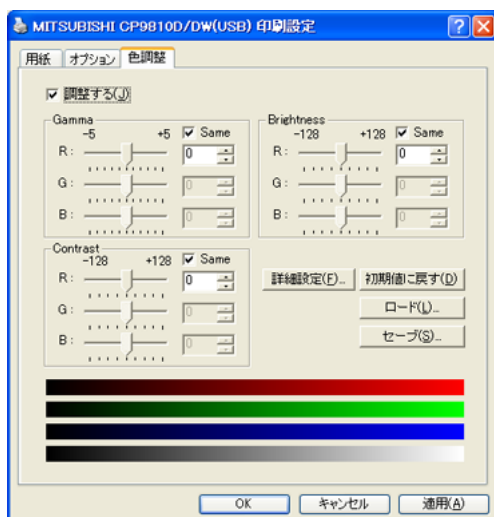 MITSUBISHI CP9810D/DW(USB) 印刷設定
用紙 オプション 色調整
調整する(J)
Gamma
-5 +5 Same
R: 0
G: 0
B: 0
Brightness
-128 +128 Same
R: 0
G: 0
B: 0
Contrast
-128 +128 Same
R: 0
G: 0
B: 0
詳細設定(F)... 初期値に戻す(D)
ロード(L)...
セーブ(S)...
OK キャンセル 適用(A)